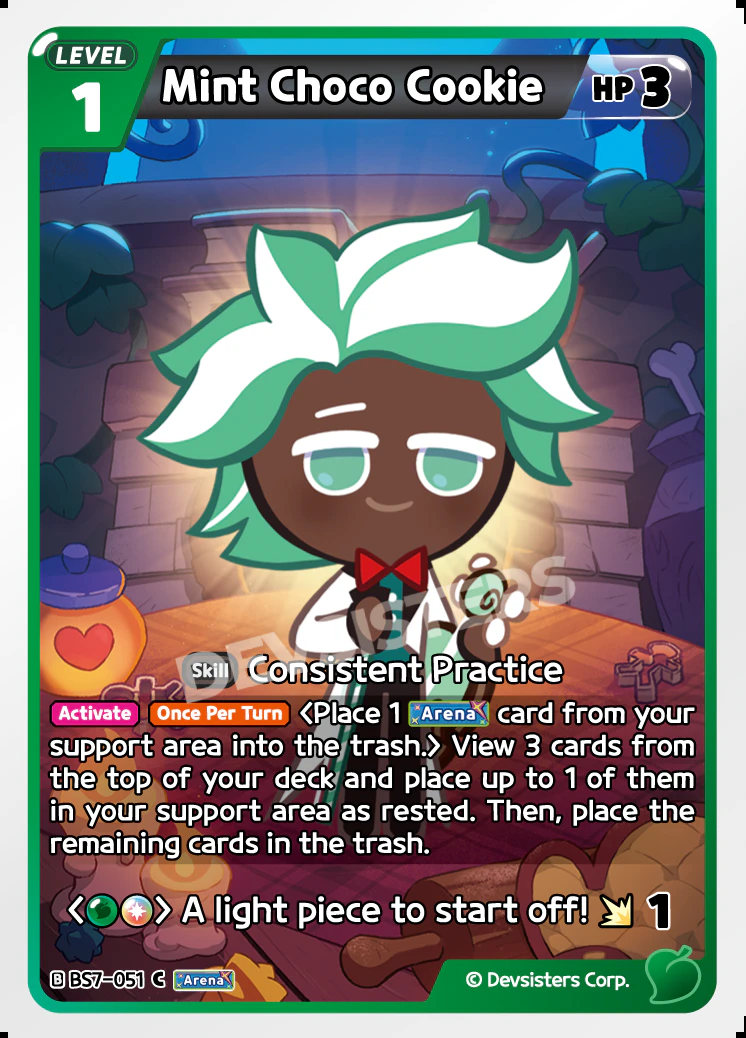 LEVEL
1
Mint Choco Cookie
HP 3
DEVSISTERS
Skill Consistent Practice
Activate Once Per Turn <Place 1 Arena card from your
support area into the trash.> View 3 cards from
the top of your deck and place up to 1 of them
in your support area as rested. Then, place the
remaining cards in the trash.
< > A light piece to start off! 1
B BS7-051 C Arena
© Devsisters Corp.